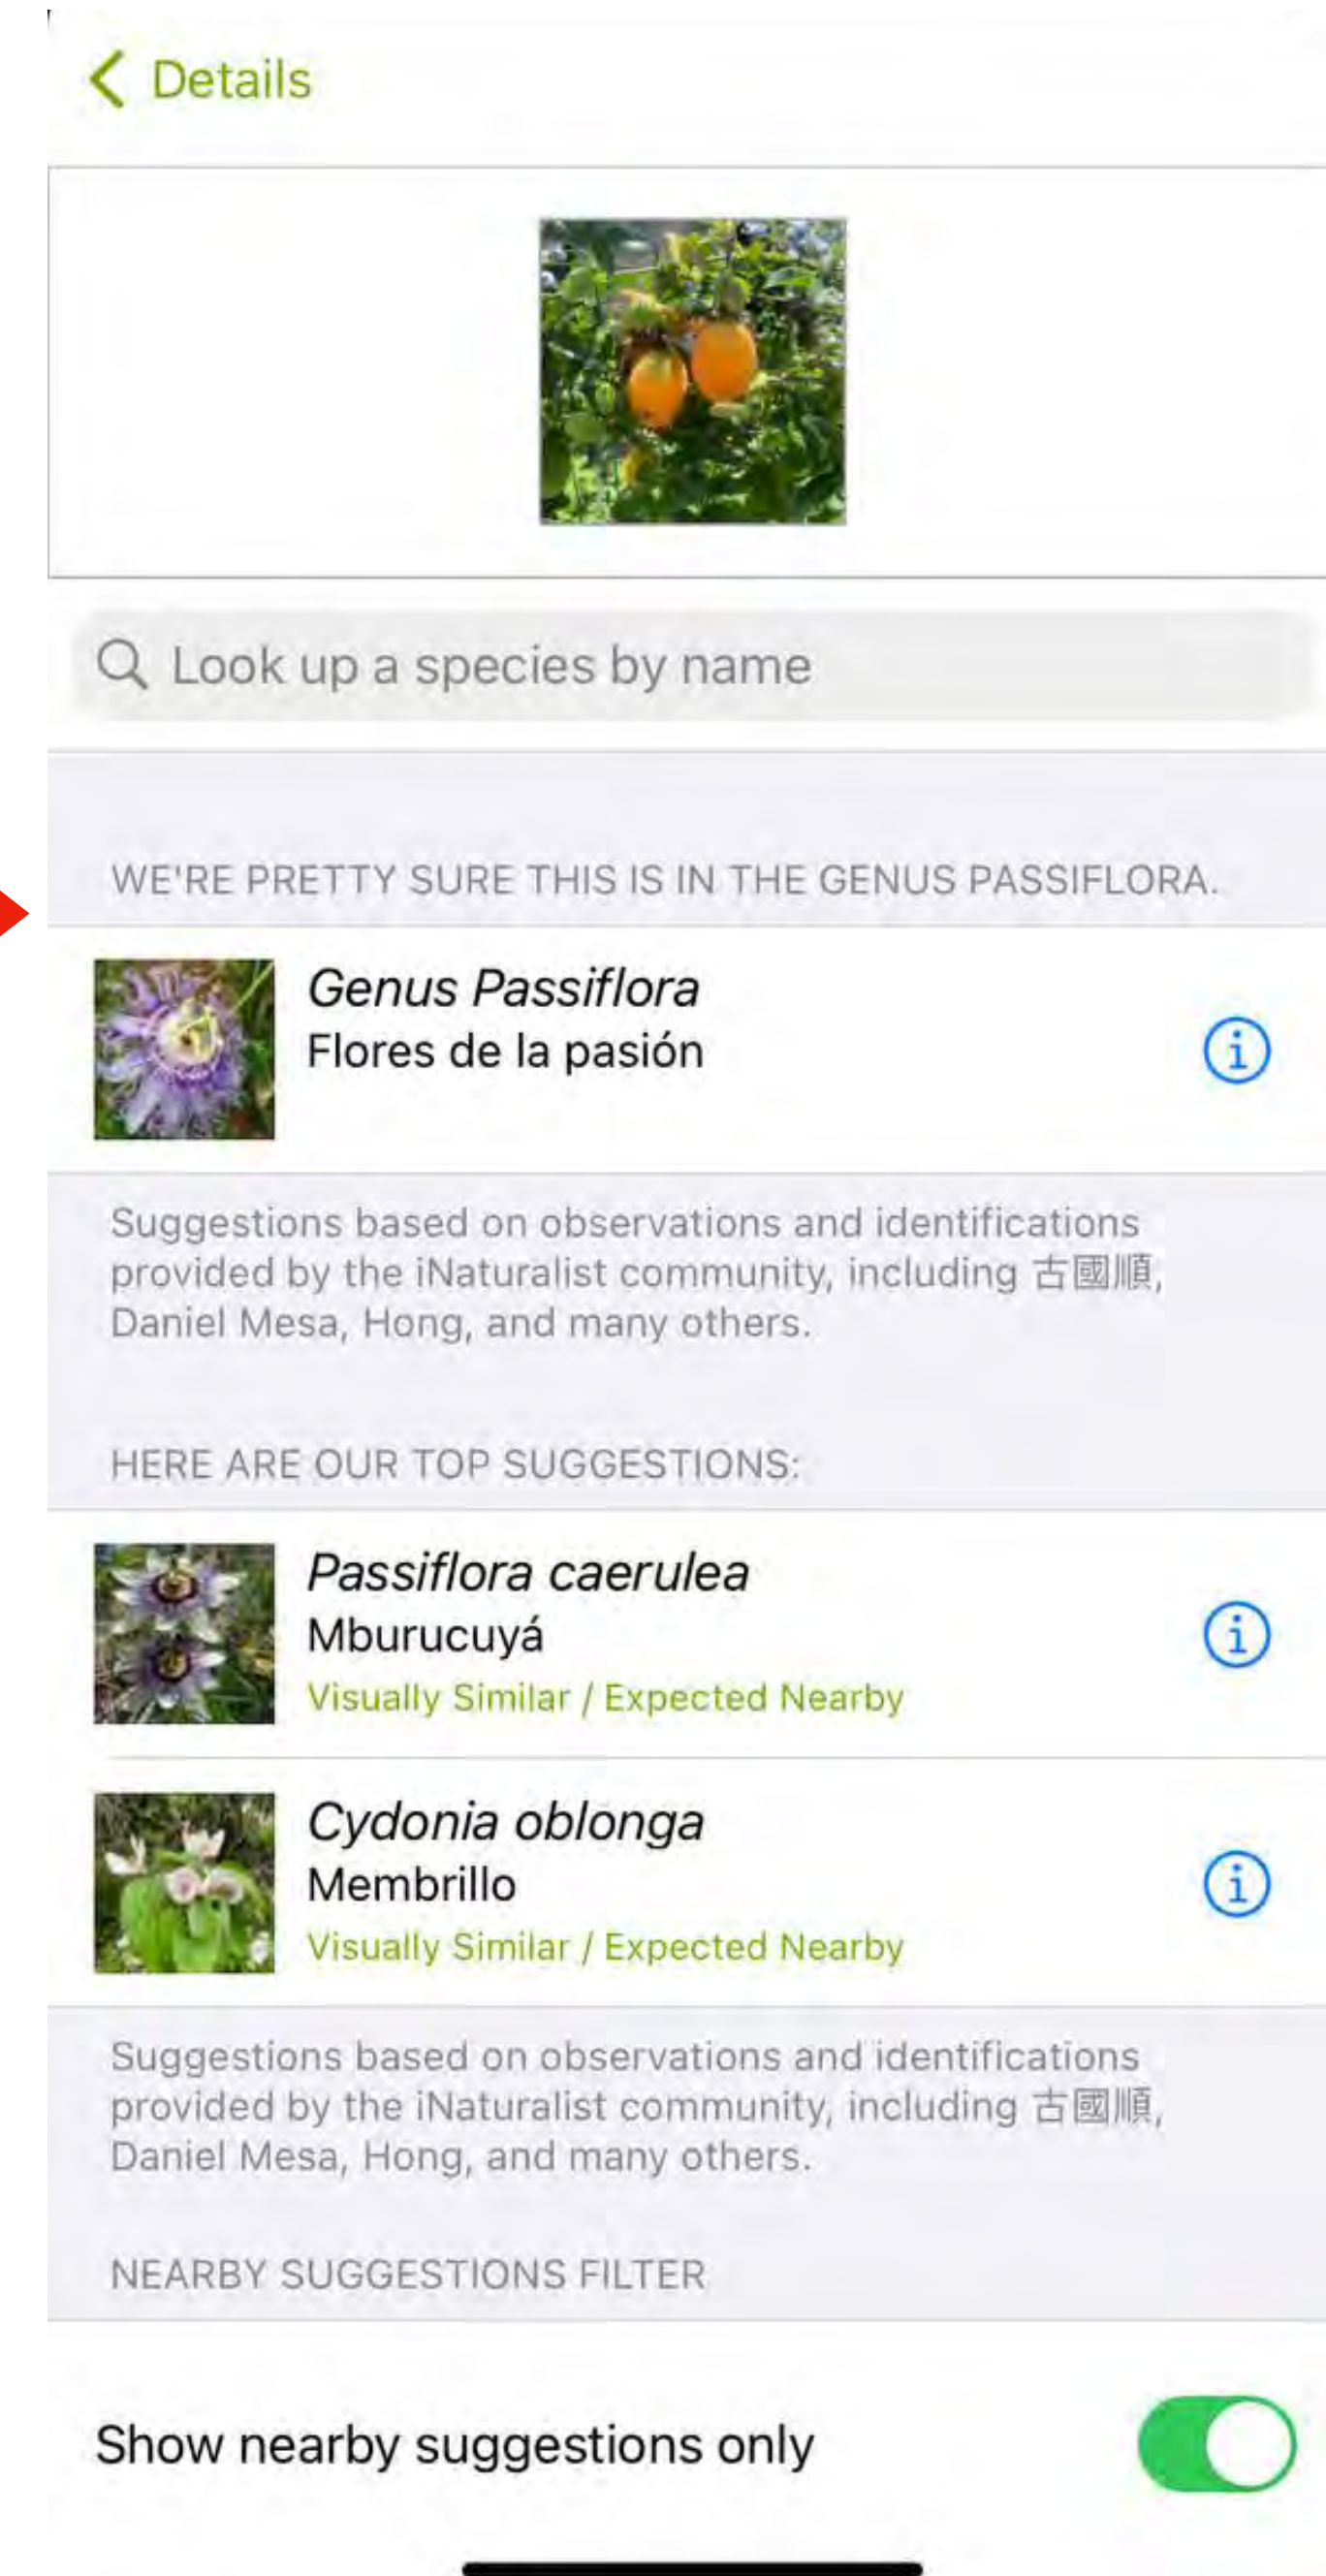 Details
Look up a species by name
WE'RE PRETTY SURE THIS IS IN THE GENUS PASSIFLORA.
Genus Passiflora
Flores de la pasión
Suggestions based on observations and identifications
provided by the iNaturalist community, including 古國順,
Daniel Mesa, Hong, and many others.
HERE ARE OUR TOP SUGGESTIONS:
Passiflora caerulea
Mburucuyá
Visually Similar / Expected Nearby
Cydonia oblonga
Membrillo
Visually Similar / Expected Nearby
Suggestions based on observations and identifications
provided by the iNaturalist community, including 古國順,
Daniel Mesa, Hong, and many others.
NEARBY SUGGESTIONS FILTER
Show nearby suggestions only